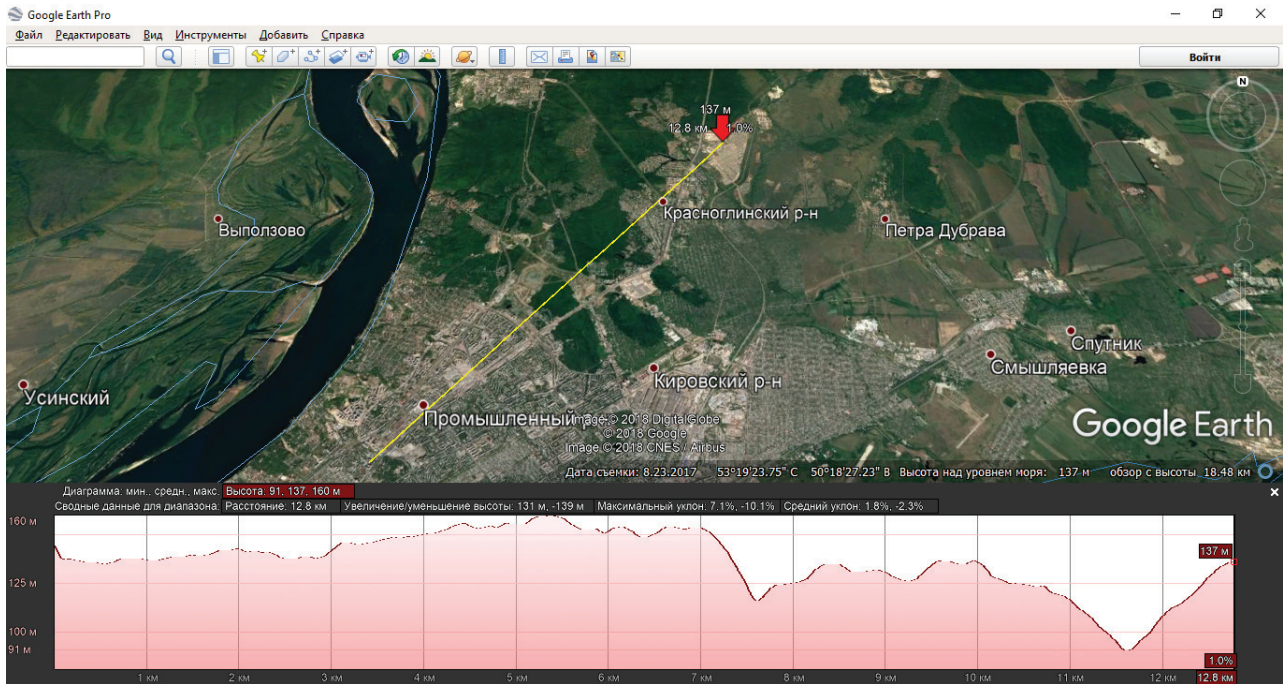 Google Earth Pro
Файл Редактировать Вид Инструменты Добавить Справка
Войти
N
137 м
12.8 км 1.0%
Красноглинский р-н
Выползово
Петра Дубрава
Спутник
Смышляевка
Кировский р-н
Усинский
Промышленный р-н
Image © 2018 DigitalGlobe
© 2018 Google
Image © 2018 CNES / Airbus
Google Earth
Дата съемки: 8.23.2017 53°19'23.75" С 50°18'27.23" В Высота над уровнем моря: 137 м обзор с высоты 18.48 км
Диаграмма: мин., средн., макс. Высота: 91, 137, 160 м
Сводные данные для диапазона: Расстояние: 12.8 км Увеличение/уменьшение высоты: 131 м, -139 м Максимальный уклон: 7.1%, -10.1% Средний уклон: 1.8%, -2.3%
160 м
137 м
125 м
100 м
91 м
1.0%
1 км 2 км 3 км 4 км 5 км 6 км 7 км 8 км 9 км 10 км 11 км 12 км 12.8 км